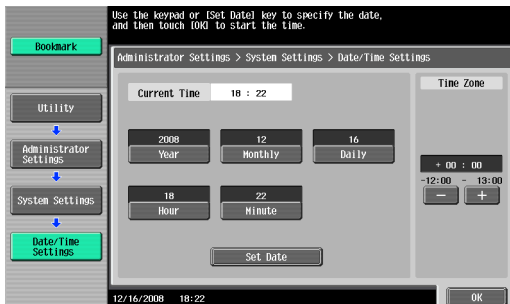 Use the keypad or [Set Date] key to specify the date,
and then touch [OK] to start the time.
Bookmark
Administrator Settings > System Settings > Date/Time Settings
Utility
Administrator
Settings
System Settings
Date/Time
Settings
Current Time 18 : 22
2008 12 16
Year Monthly Daily
18 22
Hour Minute
Set Date
Time Zone
+ 00 : 00
-12:00 - 13:00
− +
12/16/2008 18:22
OK